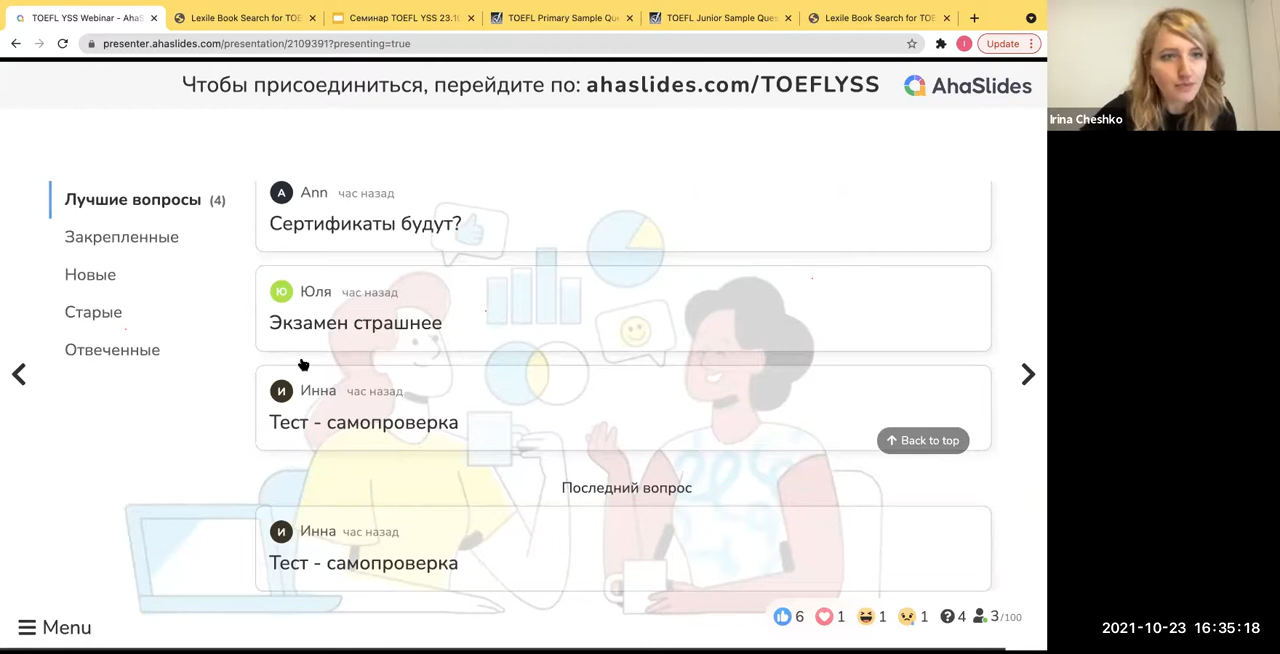 TOEFL YSS Webinar - AhaS
Lexile Book Search for TOE
Семинар TOEFL YSS 23.10
TOEFL Primary Sample Que
TOEFL Junior Sample Ques
Lexile Book Search for TOE
presenter.ahaslides.com/presentation/2109391?presenting=true
I
Update
Чтобы присоединиться, перейдите по: ahaslides.com/TOEFLYSS
AhaSlides
Irina Cheshko
Лучшие вопросы (4)
Закрепленные
Новые
Старые
Отвеченные
A Ann час назад
Сертификаты будут?
Ю Юля час назад
Экзамен страшнее
И Инна час назад
Тест - самопроверка
Back to top
Последний вопрос
И Инна час назад
Тест - самопроверка
6 1 1 1 4 3/100
Menu
2021-10-23 16:35:18